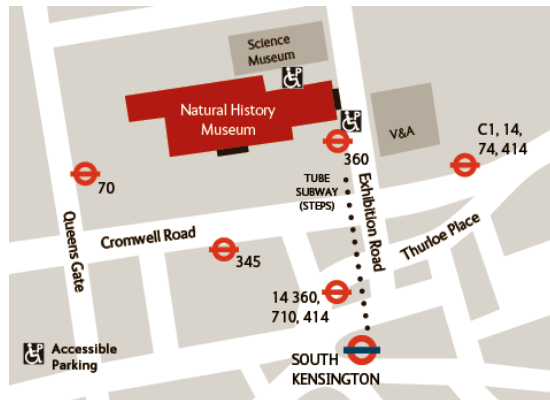 Science
Museum
Natural History
Museum
V&A
C1, 14,
74, 414
360
TUBE
SUBWAY
(STEPS)
70
Exhibition Road
Queens Gate
Cromwell Road
Thurloe Place
345
14 360,
710, 414
Accessible
Parking
SOUTH
KENSINGTON
P
P
P